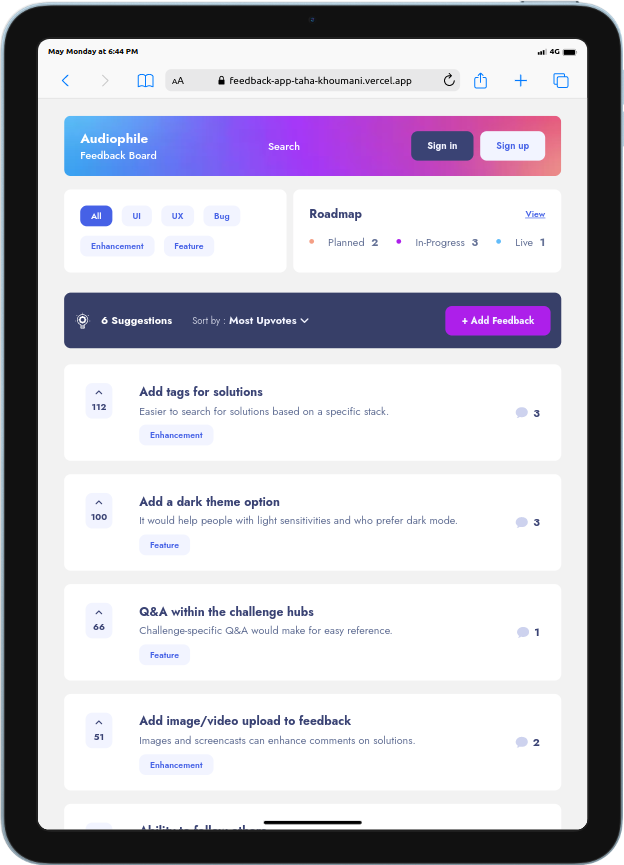 May Monday at 6:44 PM
4G
AA
feedback-app-taha-khoumani.vercel.app
Audiophile
Feedback Board
Search
Sign in
Sign up
All
UI
UX
Bug
Enhancement
Feature
Roadmap
View
Planned 2
In-Progress 3
Live 1
6 Suggestions
Sort by : Most Upvotes
+ Add Feedback
112
Add tags for solutions
Easier to search for solutions based on a specific stack.
Enhancement
3
100
Add a dark theme option
It would help people with light sensitivities and who prefer dark mode.
Feature
3
66
Q&A within the challenge hubs
Challenge-specific Q&A would make for easy reference.
Feature
1
51
Add image/video upload to feedback
Images and screencasts can enhance comments on solutions.
Enhancement
2
Ability to follow others